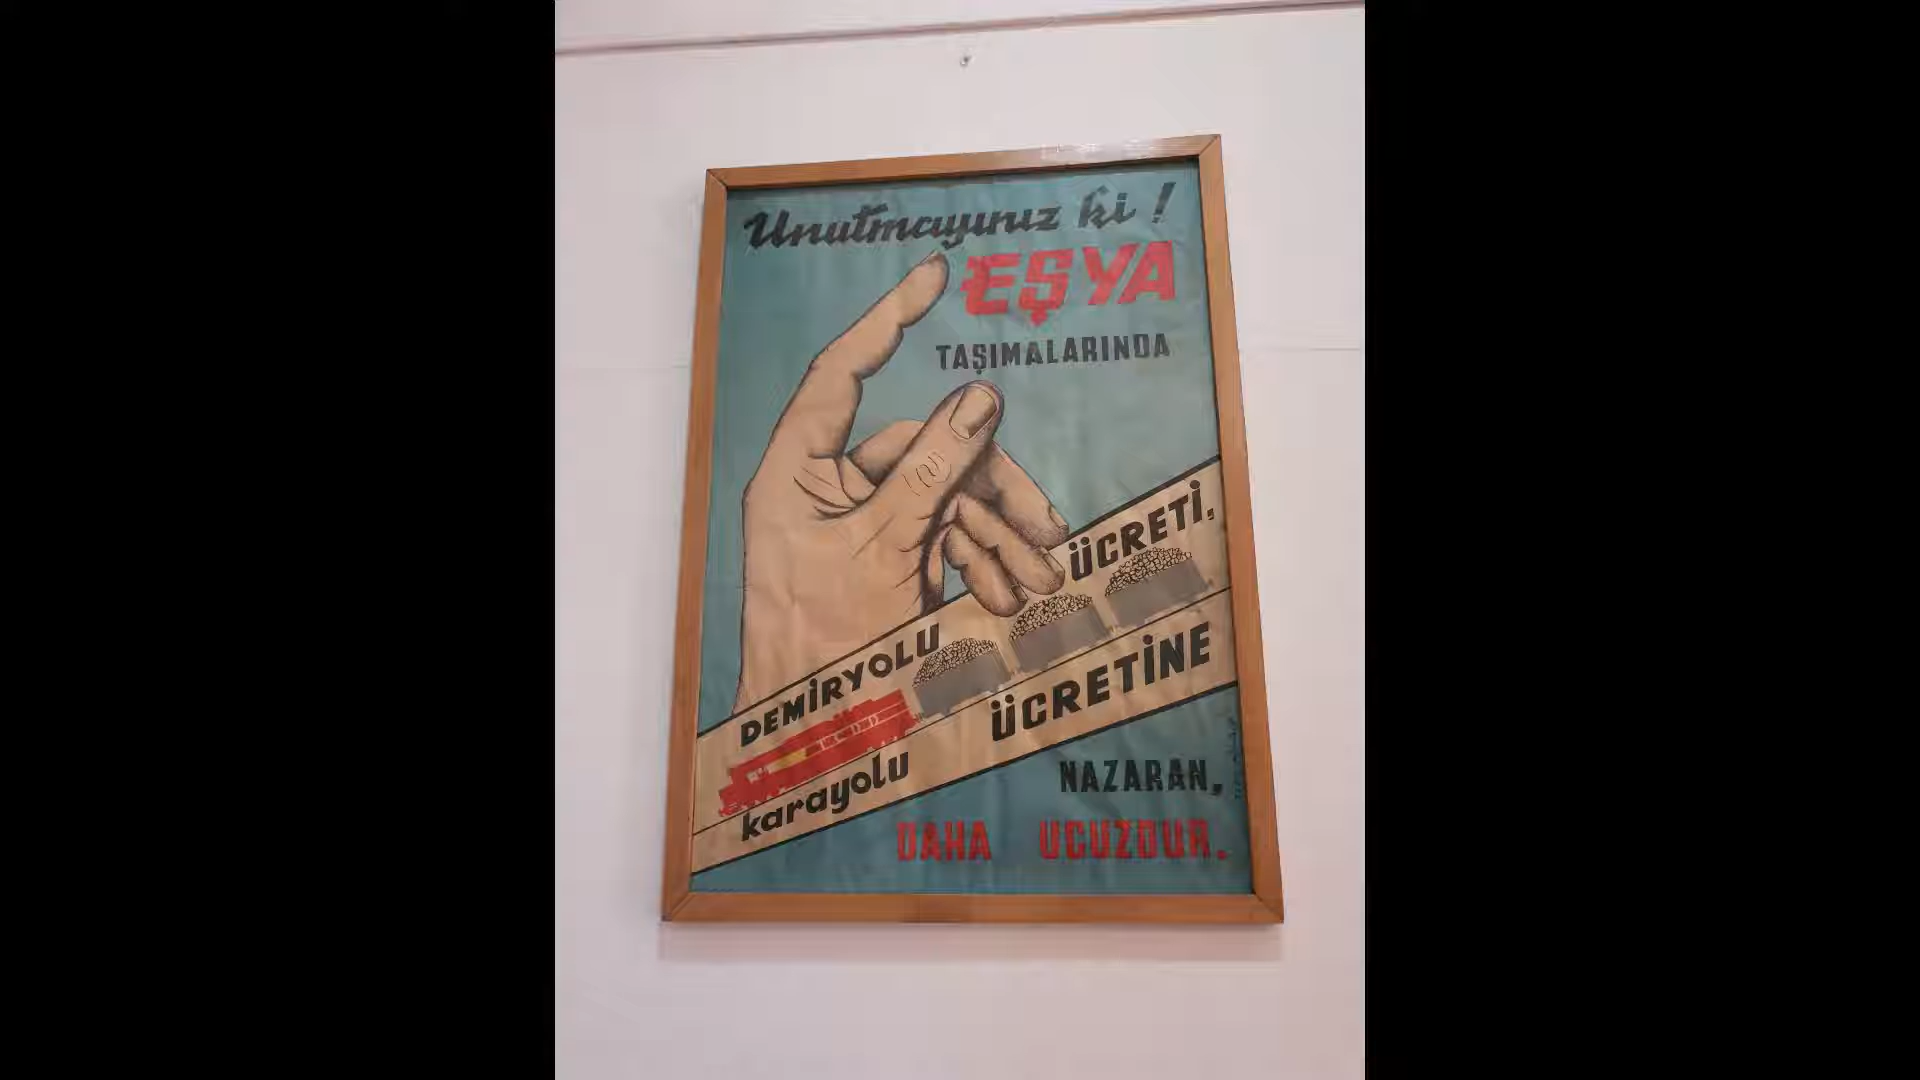 Unutmayınız ki !
EŞYA
TAŞIMALARINDA
DEMİRYOLU ÜCRETİ,
karayolu ÜCRETİNE
NAZARAN,
DAHA UCUZDUR.